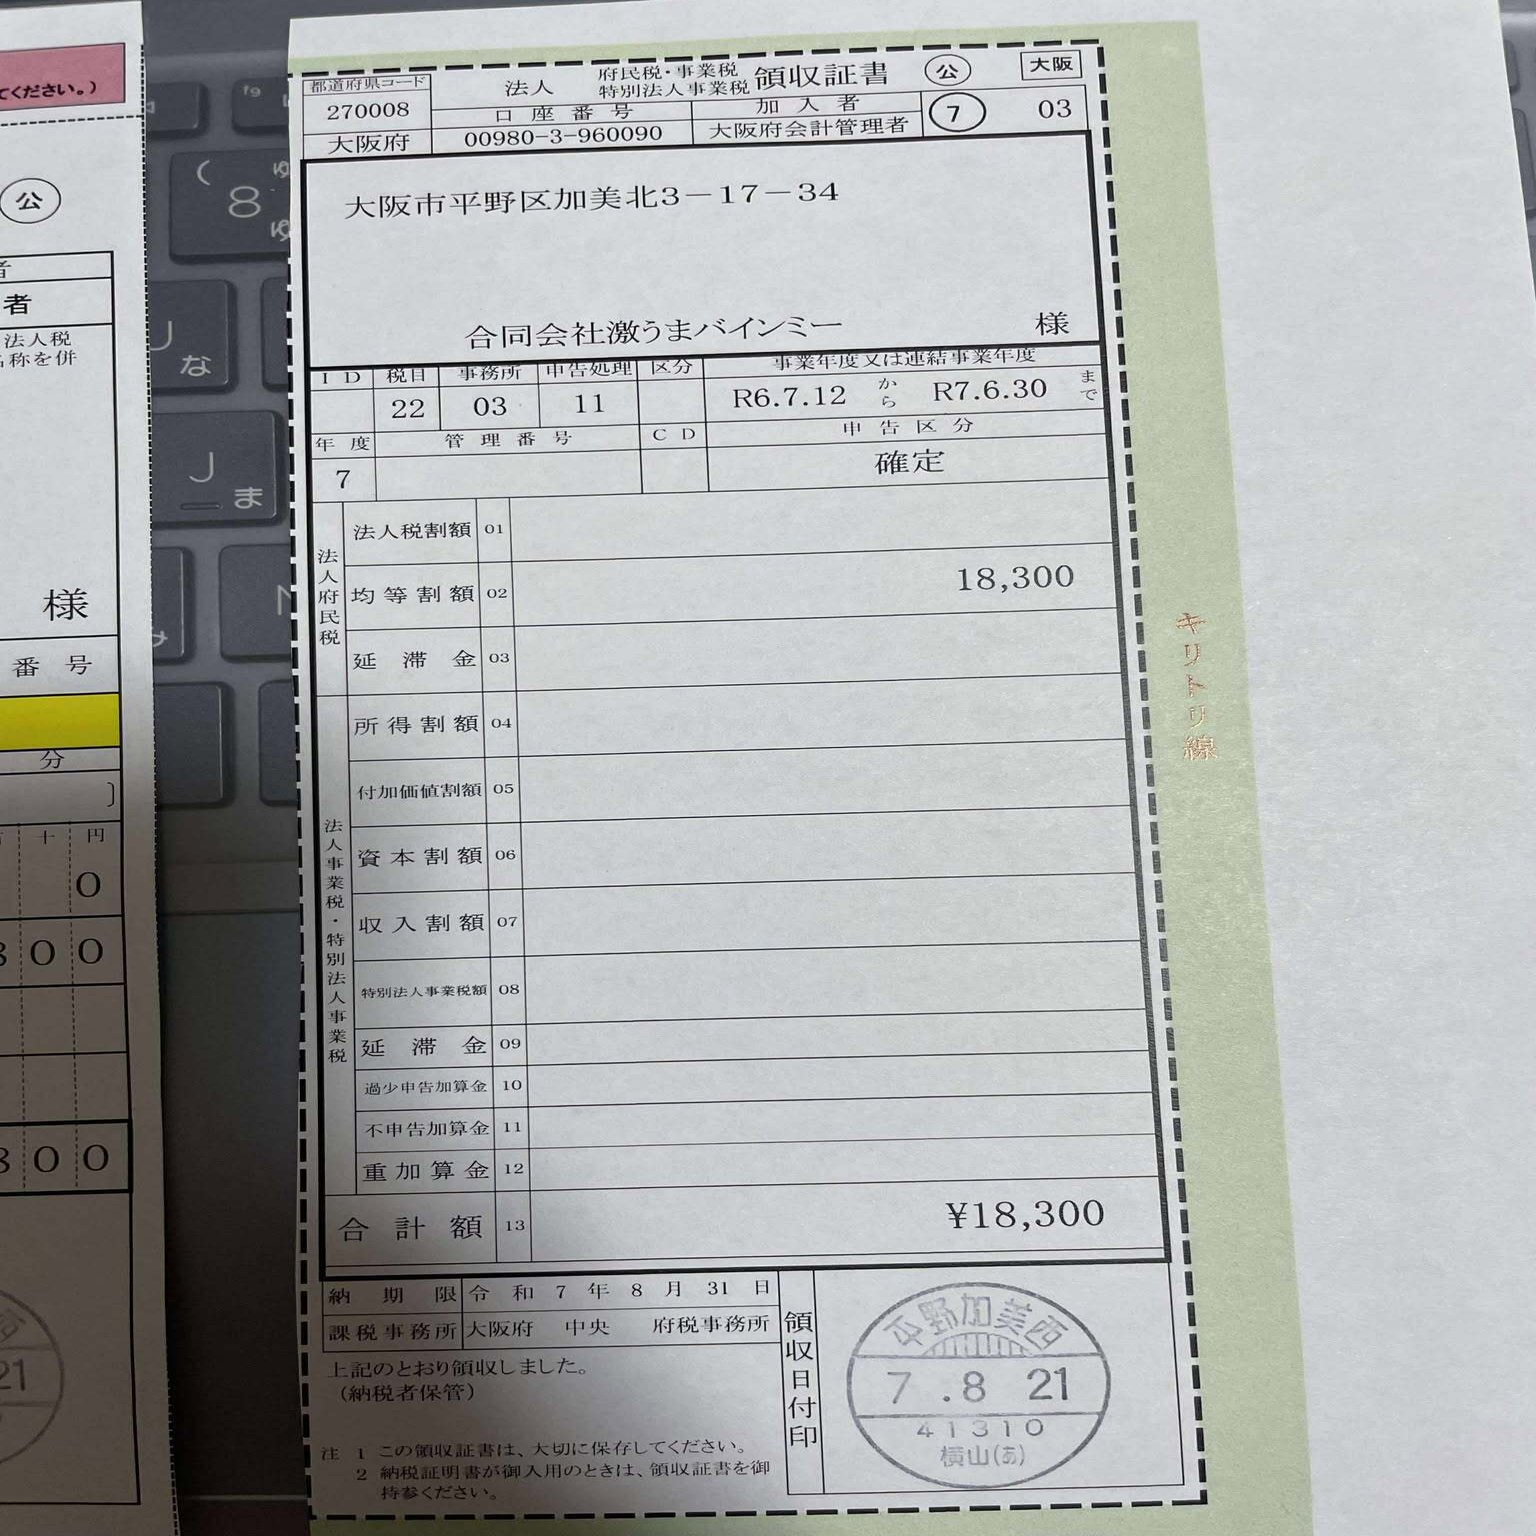 てください。)
公
者
者
法人税
名称を併
様
番 号
分
十 円
0
800
800
21
f9
( ゅ
8 ゆ
な
J ま
N
み
都道府県コード
270008
大阪府
法人 府民税・事業税 特別法人事業税 領収証書 公 大阪
口座番号 加入者
00980-3-960090 大阪府会計管理者
7 03
大阪市平野区加美北3-17-34
合同会社激うまバインミー 様
ID 税目 事務所 申告処理 区分 事業年度又は連結事業年度
22 03 11 R6.7.12 から R7.6.30 まで
年度 管理番号 CD 申告区分
7 確定
法人府民税
法人税割額 01
均等割額 02 18,300
延滞金 03
法人事業税・特別法人事業税
所得割額 04
付加価値割額 05
資本割額 06
収入割額 07
特別法人事業税額 08
延滞金 09
過少申告加算金 10
不申告加算金 11
重加算金 12
合計額 13 ¥18,300
納期限 令和7年8月31日
課税事務所 大阪府 中央 府税事務所
上記のとおり領収しました。
(納税者保管)
注 1 この領収証書は、大切に保存してください。
2 納税証明書が御入用のときは、領収証書を御
持参ください。
領収日付印
平野加美西
7.8 21
41310
横山(あ)
キリトリ線